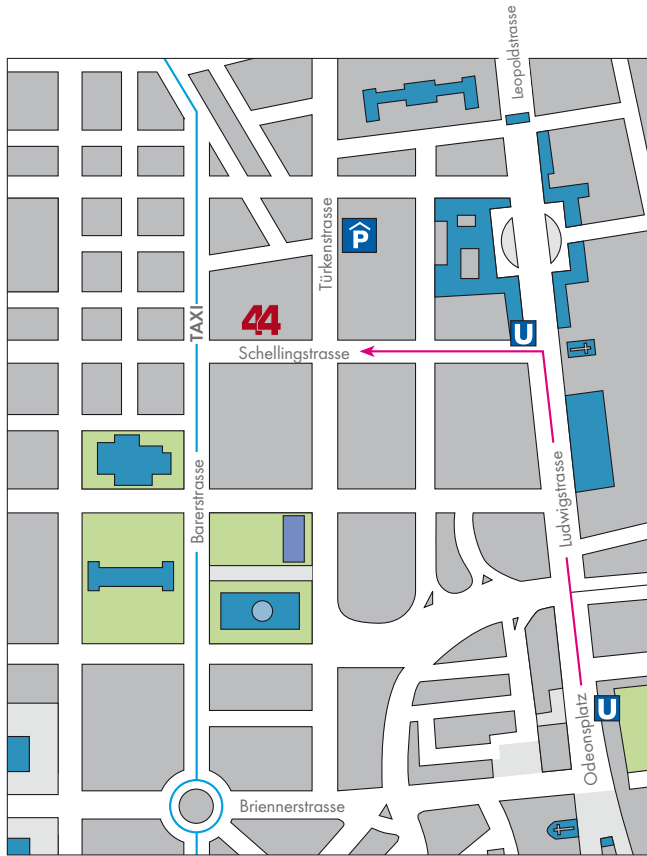 Leopoldstrasse
Türkenstrasse
P
TAXI
44
U
Schellingstrasse
Barerstrasse
Ludwigstrasse
Odeonsplatz
U
Briennerstrasse